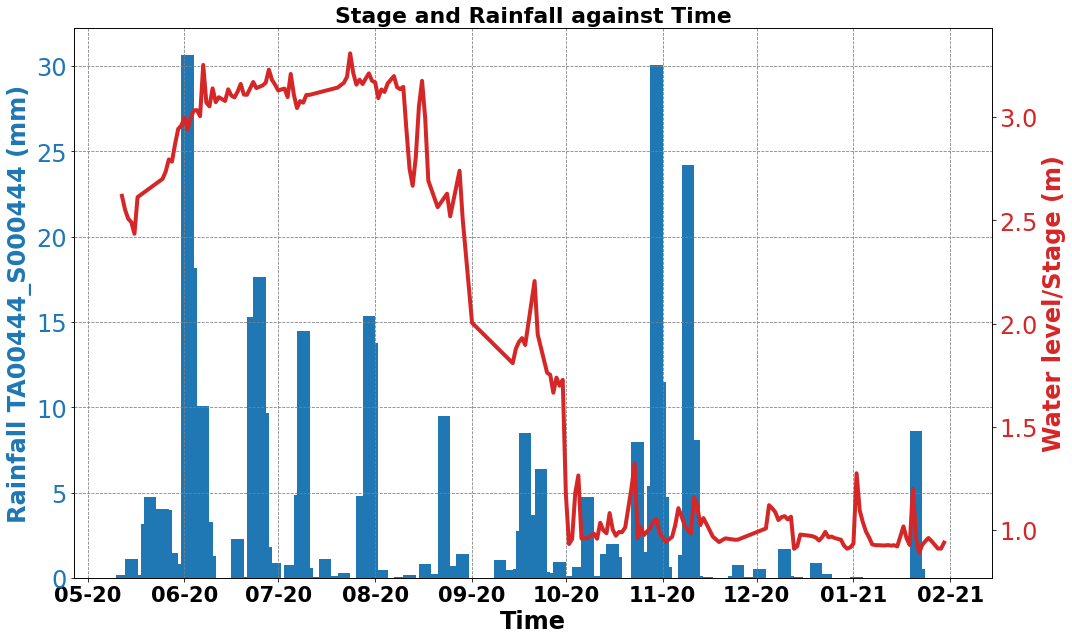 Stage and Rainfall against Time
Rainfall TA00444_S000444 (mm)
30
25
20
15
10
5
0
Water level/Stage (m)
3.0
2.5
2.0
1.5
1.0
05-20 06-20 07-20 08-20 09-20 10-20 11-20 12-20 01-21 02-21
Time